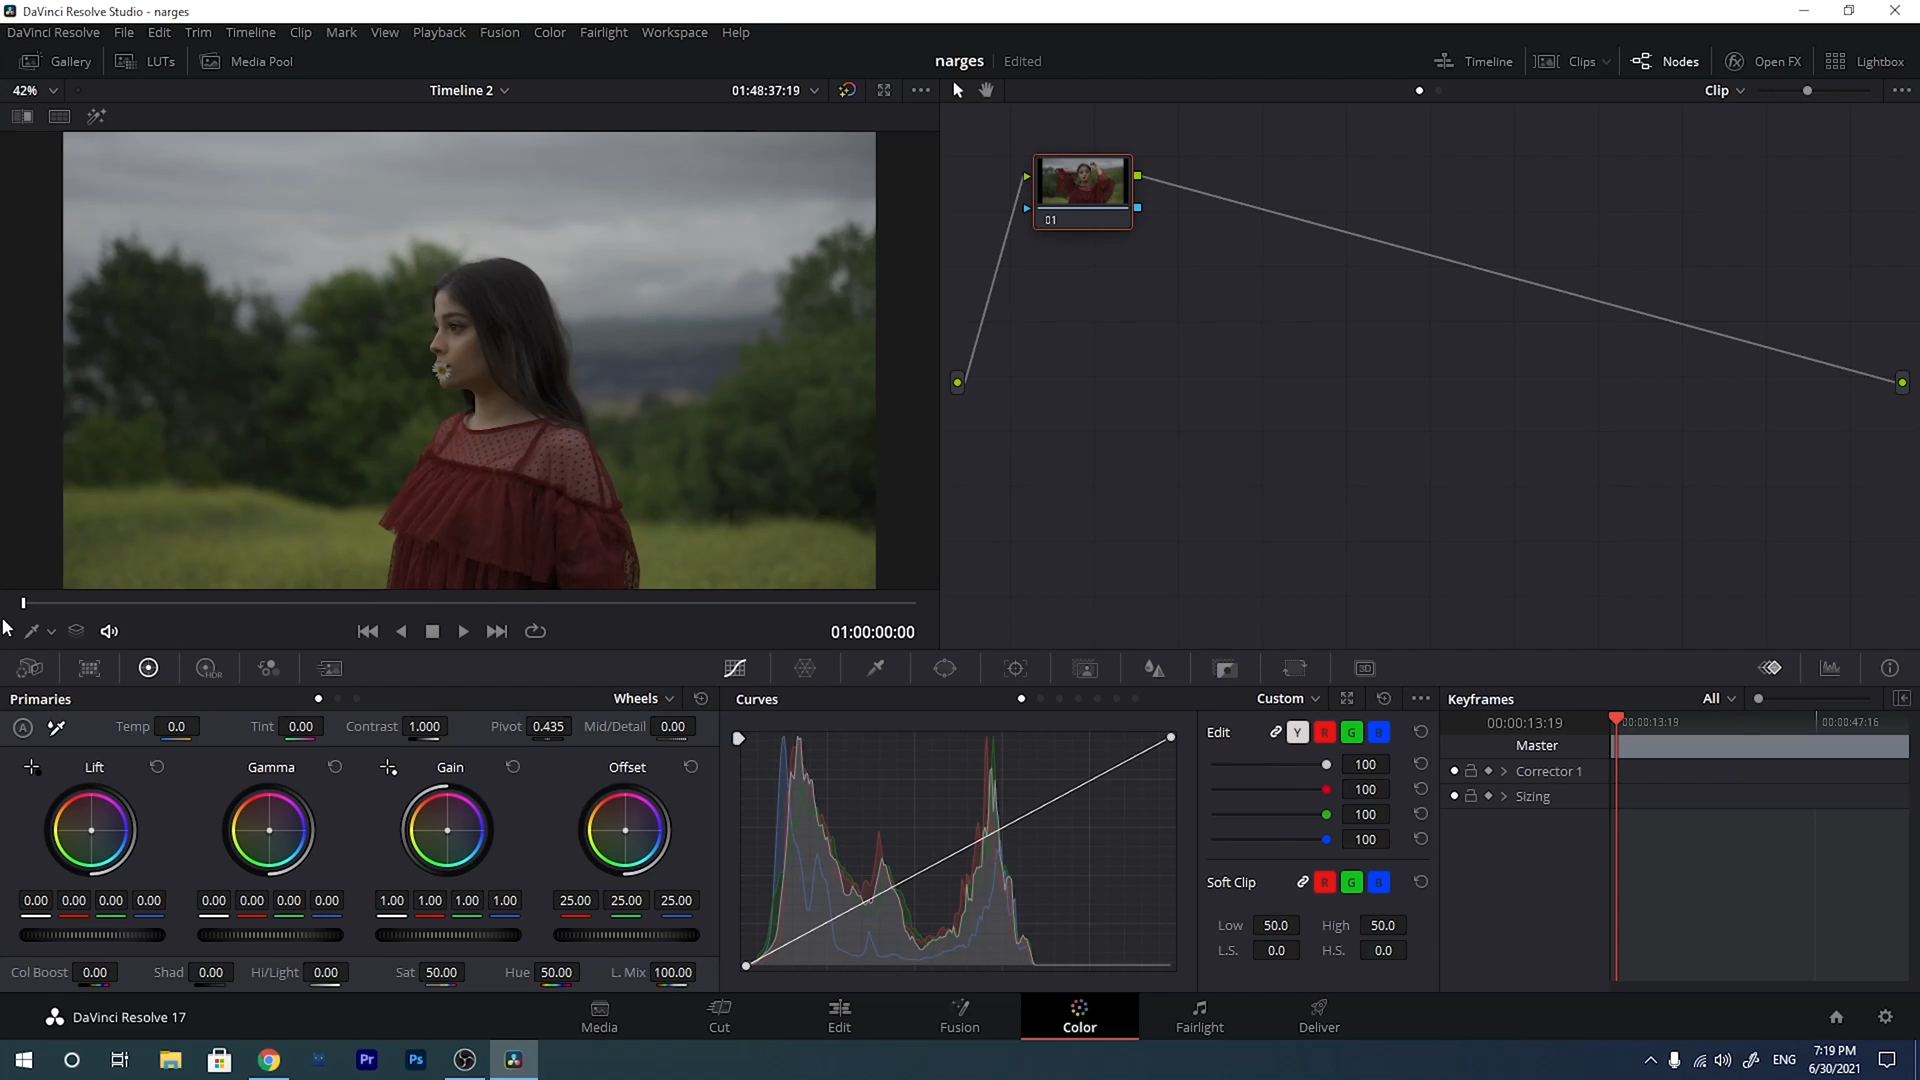 DaVinci Resolve Studio - narges
DaVinci Resolve File Edit Trim Timeline Clip Mark View Playback Fusion Color Fairlight Workspace Help
Gallery LUTs Media Pool narges Edited Timeline Clips Nodes Open FX Lightbox
42% Timeline 2 01:48:37:19 Clip
01
01:00:00:00
HDR 3D
Primaries Wheels Curves Custom Keyframes All
A Temp 0.0 Tint 0.00 Contrast 1.000 Pivot 0.435 Mid/Detail 0.00
Edit Y R G B
00:00:13:19 00:00:13:19 00:00:47:16
Master
Lift Gamma Gain Offset
100
Corrector 1
100
Sizing
100
100
Soft Clip R G B
0.00 0.00 0.00 0.00 0.00 0.00 0.00 0.00 1.00 1.00 1.00 1.00 25.00 25.00 25.00
Low 50.0 High 50.0
L.S. 0.0 H.S. 0.0
Col Boost 0.00 Shad 0.00 Hi/Light 0.00 Sat 50.00 Hue 50.00 L. Mix 100.00
DaVinci Resolve 17
Media Cut Edit Fusion Color Fairlight Deliver
Pr Ps ENG 7:19 PM
6/30/2021